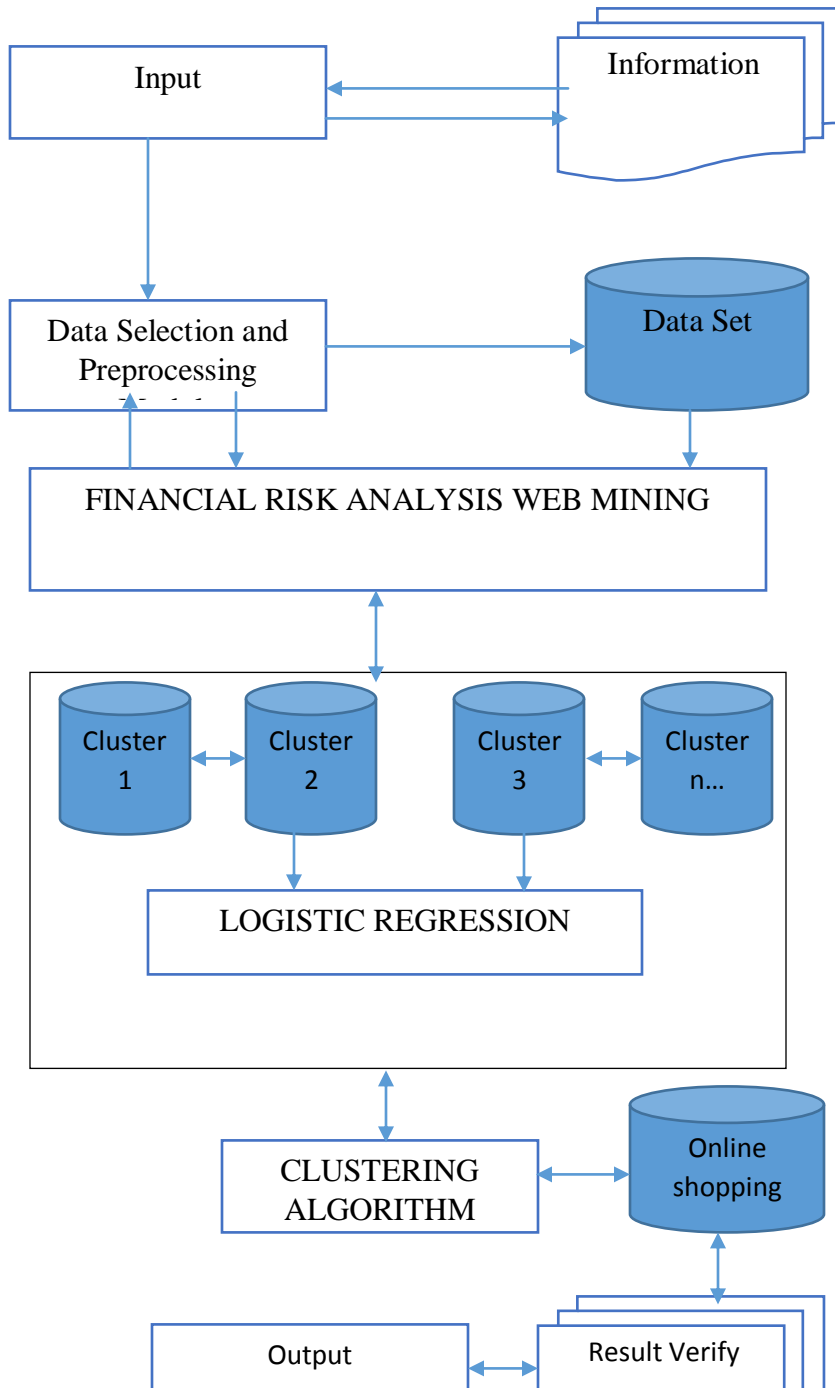 Input
Information
Data Selection and
Preprocessing
Data Set
FINANCIAL RISK ANALYSIS WEB MINING
Cluster
1
Cluster
2
Cluster
3
Cluster
n...
LOGISTIC REGRESSION
CLUSTERING
ALGORITHM
Online
shopping
Output
Result Verify